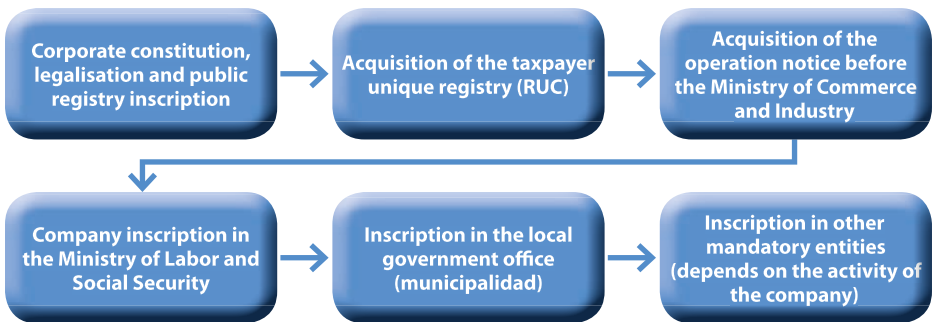 Corporate constitution,
legalisation and public
registry inscription
Acquisition of the taxpayer
unique registry (RUC)
Acquisition of the
operation notice before
the Ministry of Commerce
and Industry
Company inscription in
the Ministry of Labor and
Social Security
Inscription in the local
government office
(municipalidad)
Inscription in other
mandatory entities
(depends on the activity of
the company)